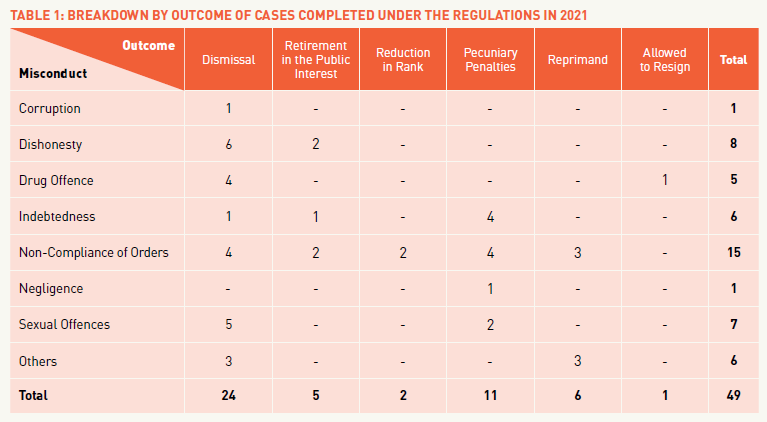 TABLE 1: BREAKDOWN BY OUTCOME OF CASES COMPLETED UNDER THE REGULATIONS IN 2021
Outcome
Misconduct
Dismissal
Retirement
in the Public
Interest
Reduction
in Rank
Pecuniary
Penalties
Reprimand
Allowed
to Resign
Total
Corruption 1 - - - - - 1
Dishonesty 6 2 - - - - 8
Drug Offence 4 - - - - 1 5
Indebtedness 1 1 - 4 - - 6
Non-Compliance of Orders 4 2 2 4 3 - 15
Negligence - - - 1 - - 1
Sexual Offences 5 - - 2 - - 7
Others 3 - - - 3 - 6
Total 24 5 2 11 6 1 49